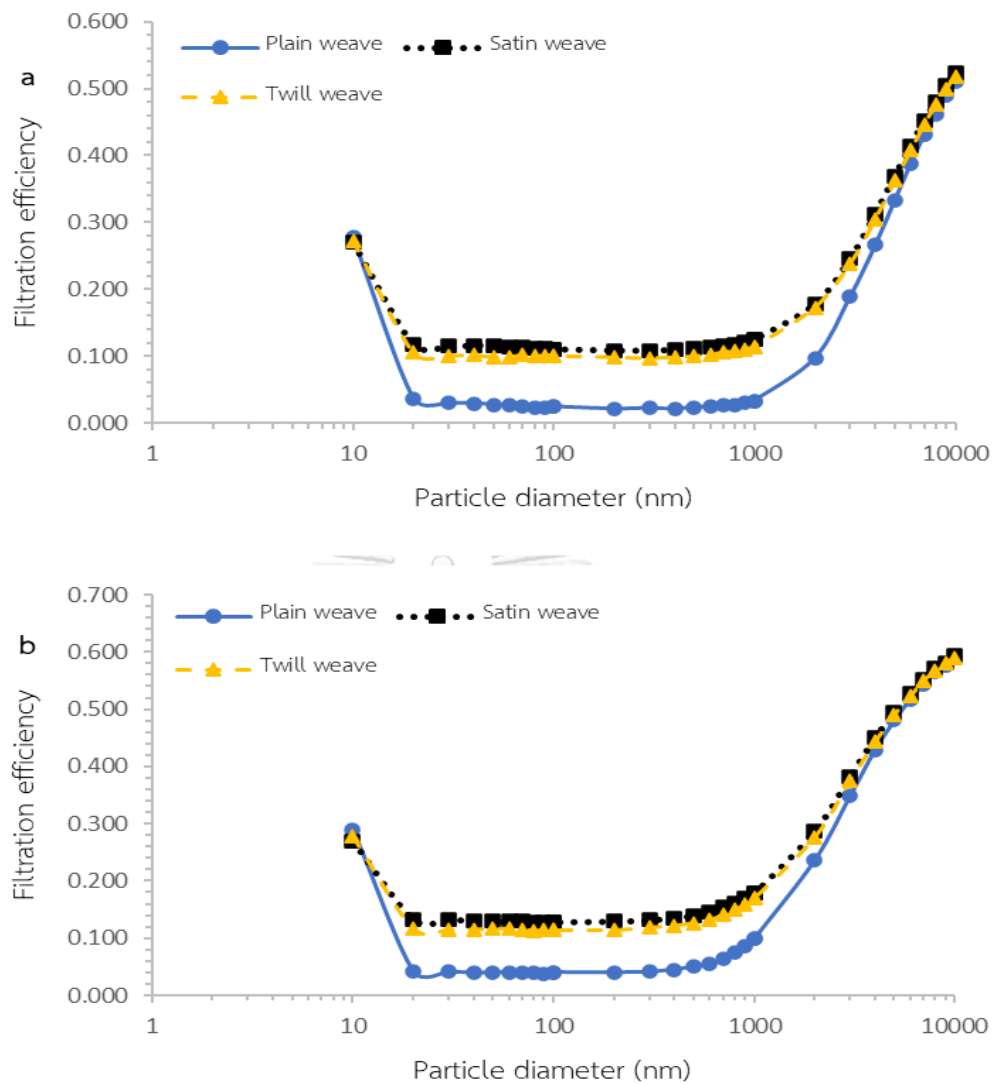 0.600
Plain weave
Satin weave
a
Twill weave
0.500
0.400
0.300
0.200
0.100
0.000
Filtration efficiency
1
10
100
1000
10000
Particle diameter (nm)
0.700
Plain weave
Satin weave
b
Twill weave
0.600
0.500
0.400
0.300
0.200
0.100
0.000
Filtration efficiency
1
10
100
1000
10000
Particle diameter (nm)